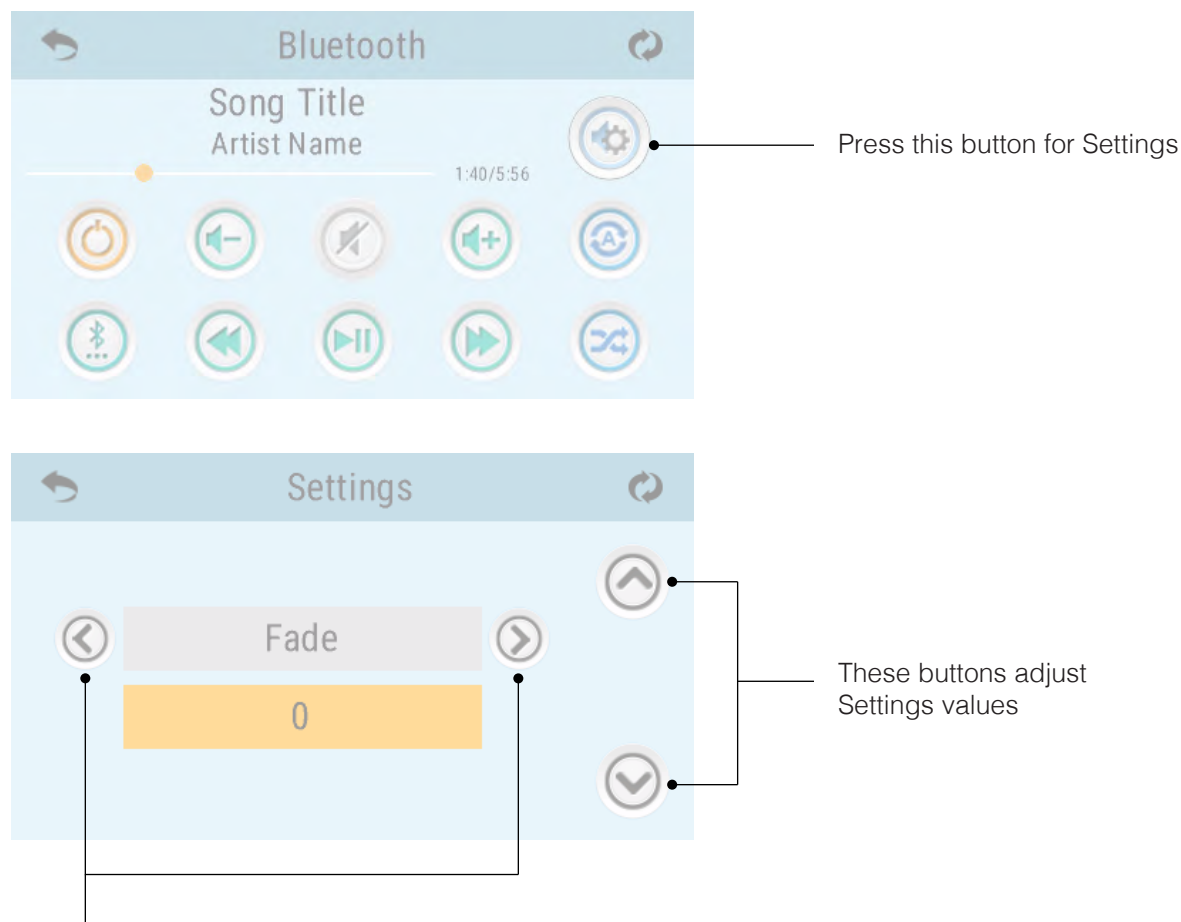 Bluetooth
Song Title
Artist Name
1:40/5:56
Press this button for Settings
A
Settings
Fade
0
These buttons adjust
Settings values